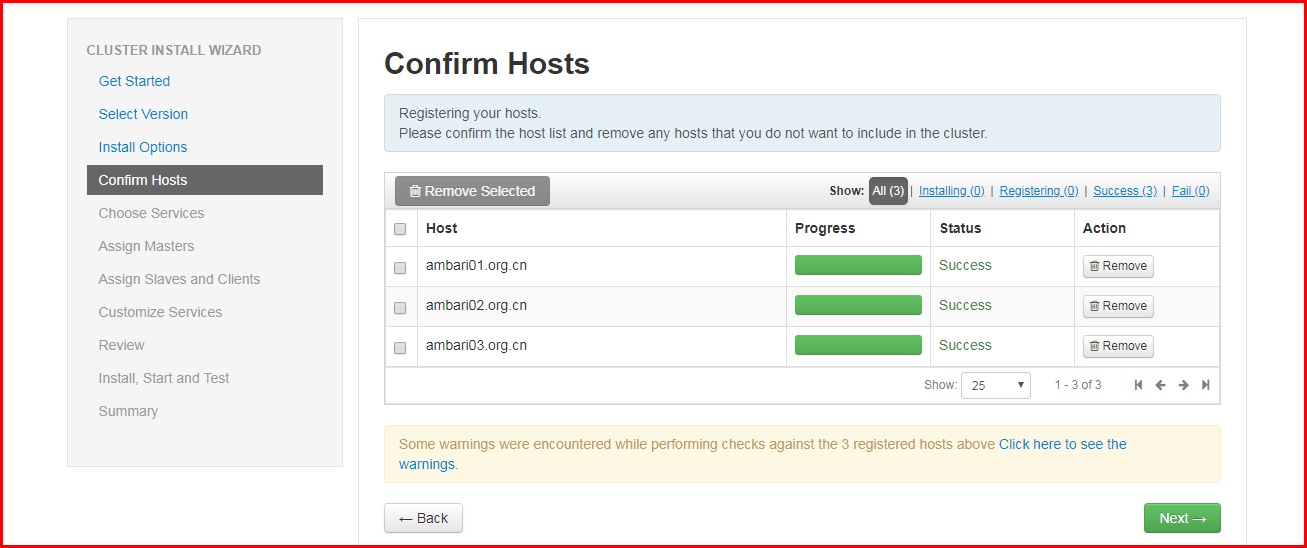 CLUSTER INSTALL WIZARD
Get Started
Select Version
Install Options
Confirm Hosts
Choose Services
Assign Masters
Assign Slaves and Clients
Customize Services
Review
Install, Start and Test
Summary
Confirm Hosts
Registering your hosts.
Please confirm the host list and remove any hosts that you do not want to include in the cluster.
Remove Selected Show: All (3) | Installing (0) | Registering (0) | Success (3) | Fail (0)
Host Progress Status Action
ambari01.org.cn Success Remove
ambari02.org.cn Success Remove
ambari03.org.cn Success Remove
Show: 25 1 - 3 of 3
Some warnings were encountered while performing checks against the 3 registered hosts above Click here to see the
warnings.
← Back Next →